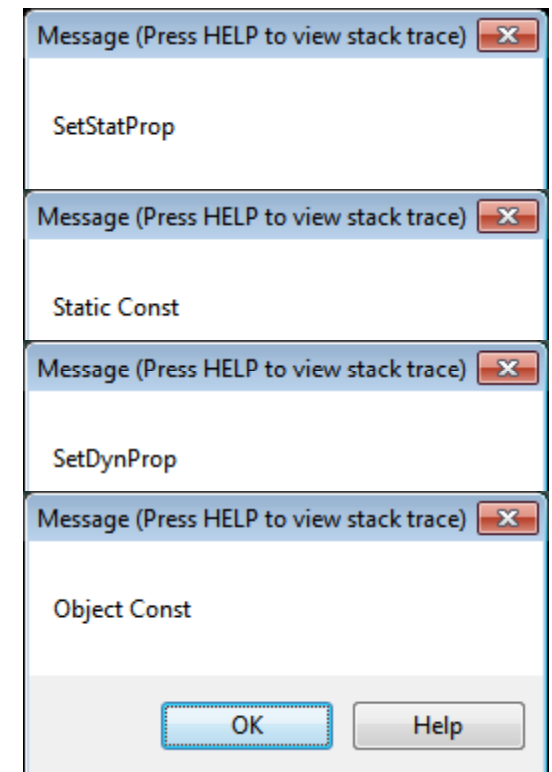 Message (Press HELP to view stack trace)
SetStatProp
Message (Press HELP to view stack trace)
Static Const
Message (Press HELP to view stack trace)
SetDynProp
Message (Press HELP to view stack trace)
Object Const
OK Help